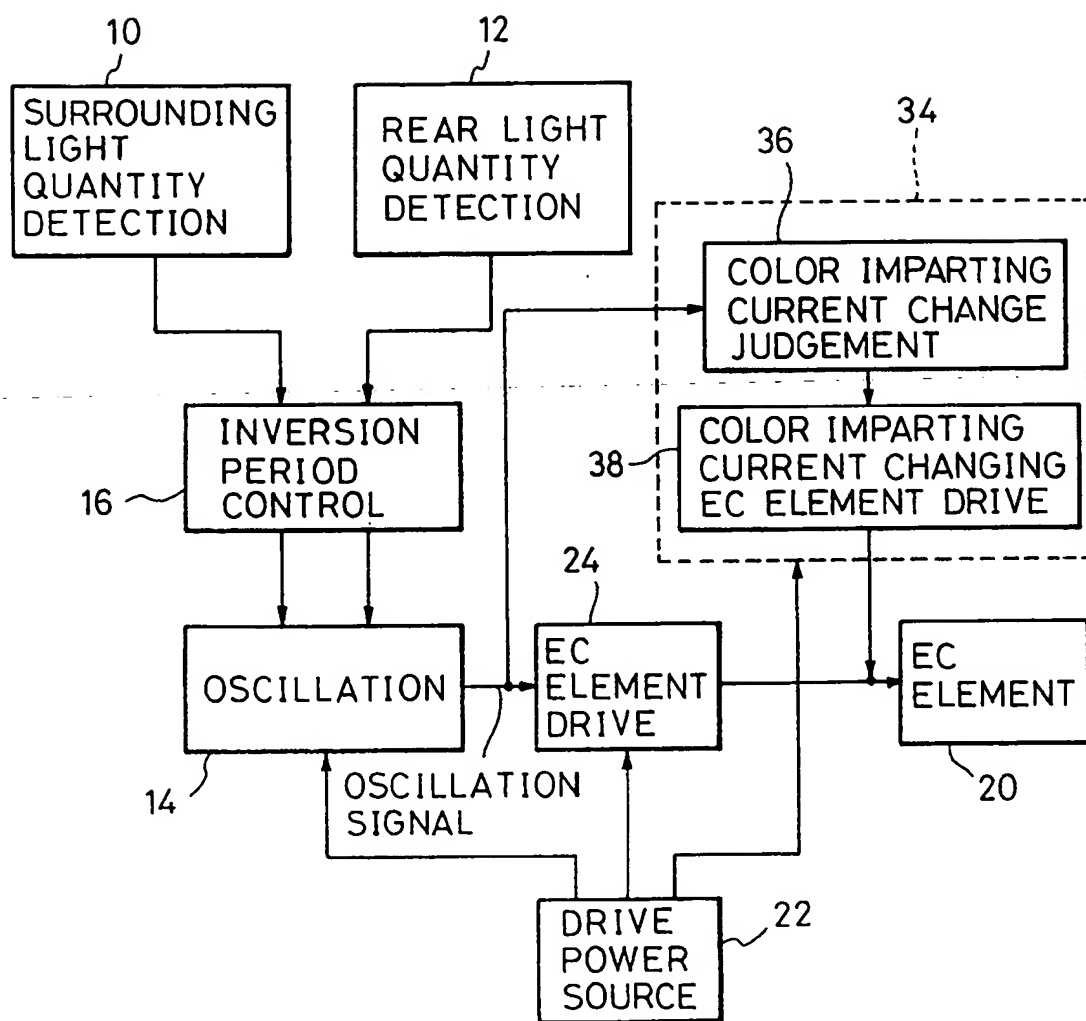 10
12
SURROUNDING
LIGHT
QUANTITY
DETECTION
REAR LIGHT
QUANTITY
DETECTION
34
36
COLOR IMPARTING
CURRENT CHANGE
JUDGEMENT
INVERSION
PERIOD
CONTROL
16
38
COLOR IMPARTING
CURRENT CHANGING
EC ELEMENT DRIVE
24
OSCILLATION
EC
ELEMENT
DRIVE
EC
ELEMENT
14
OSCILLATION
SIGNAL
20
DRIVE
POWER
SOURCE
22